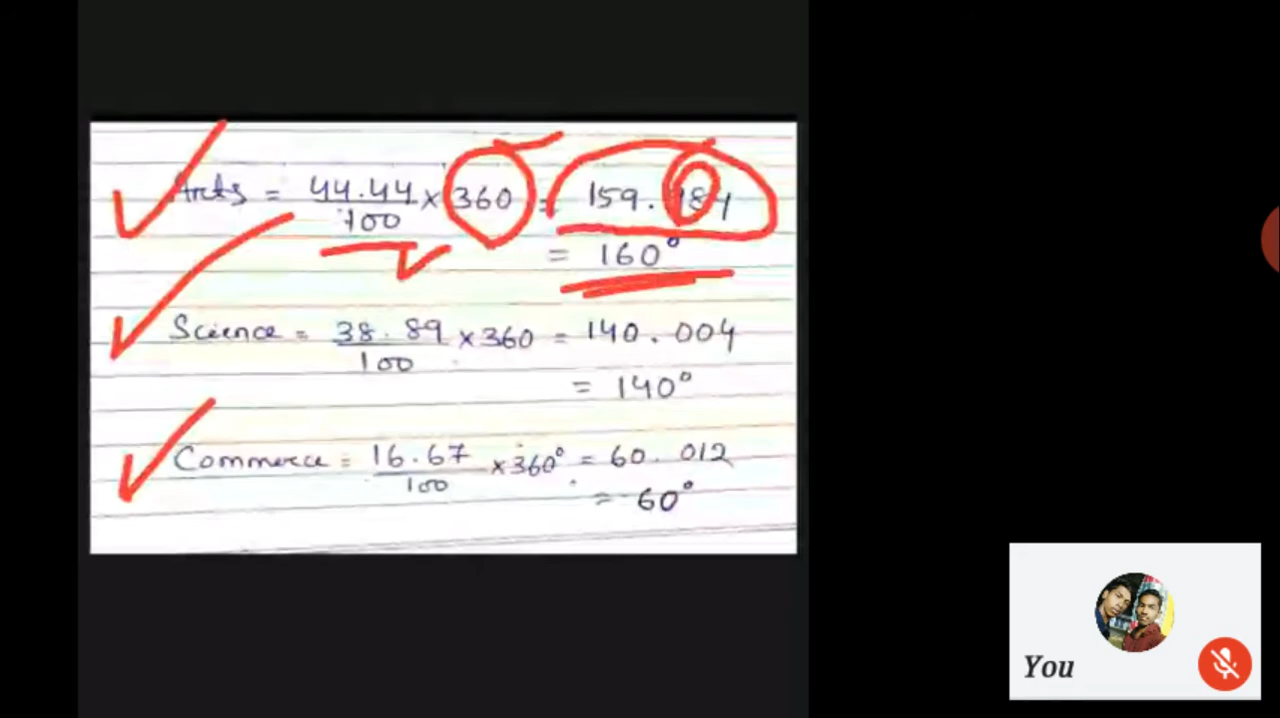 Arts = 44.44/100 × 360 = 159.984
= 160°
Science = 38.89/100 × 360 = 140.004
= 140°
Commerce = 16.67/100 × 360° = 60.012
= 60°
You